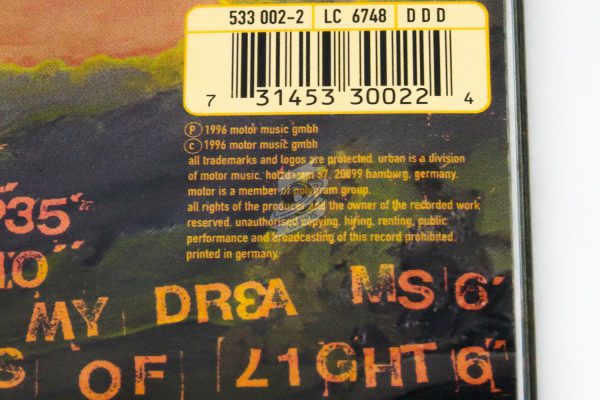 533 002-2 LC 6748 D D D
7 31453 30022 4
Ⓟ 1996 motor music gmbh
© 1996 motor music gmbh
all trademarks and logos are protected. urban is a division
of motor music, holzdamm 57, 20099 hamburg, germany.
motor is a member of polygram group.
all rights of the producer and the owner of the recorded work
reserved. unauthorised copying, hiring, renting, public
performance and broadcasting of this record prohibited.
printed in germany.
935"
10"
MY DREA MS 6'
S OF LIGHT 6"